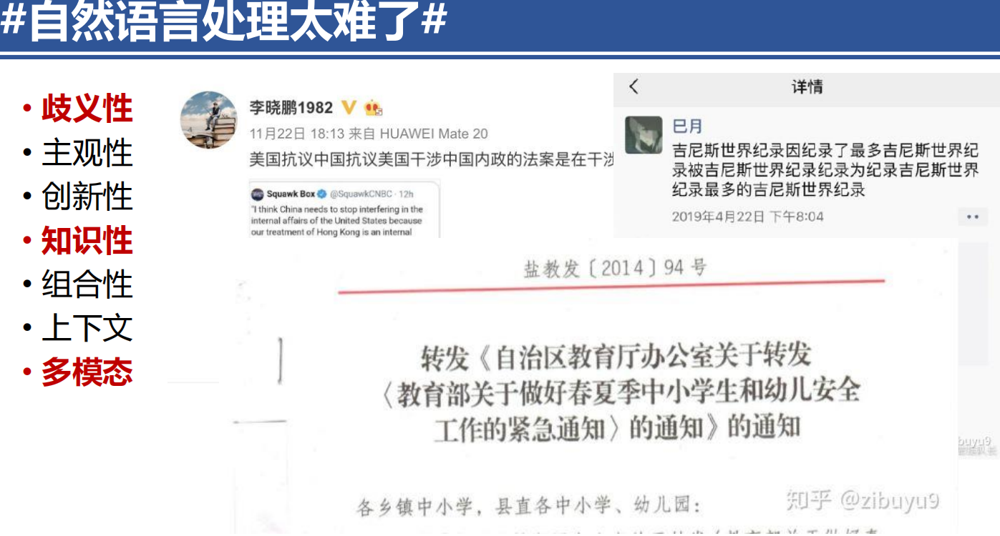 #自然语言处理太难了#
• 歧义性
• 主观性
• 创新性
• 知识性
• 组合性
• 上下文
• 多模态
李晓鹏1982
11月22日 18:13 来自 HUAWEI Mate 20
美国抗议中国抗议美国干涉中国内政的法案是在干涉
Squawk Box @SquawkCNBC · 12h
"I think China needs to stop interfering in the
internal affairs of the United States because
our treatment of Hong Kong is an internal
详情
巳月
吉尼斯世界纪录因纪录了最多吉尼斯世界纪
录被吉尼斯世界纪录纪录为纪录吉尼斯世界
纪录最多的吉尼斯世界纪录
2019年4月22日 下午8:04
盐教发〔2014〕94 号
转发《自治区教育厅办公室关于转发
〈教育部关于做好春夏季中小学生和幼儿安全
工作的紧急通知〉的通知》的通知
各乡镇中小学，县直各中小学、幼儿园：
buyu9
知乎 @zibuyu9